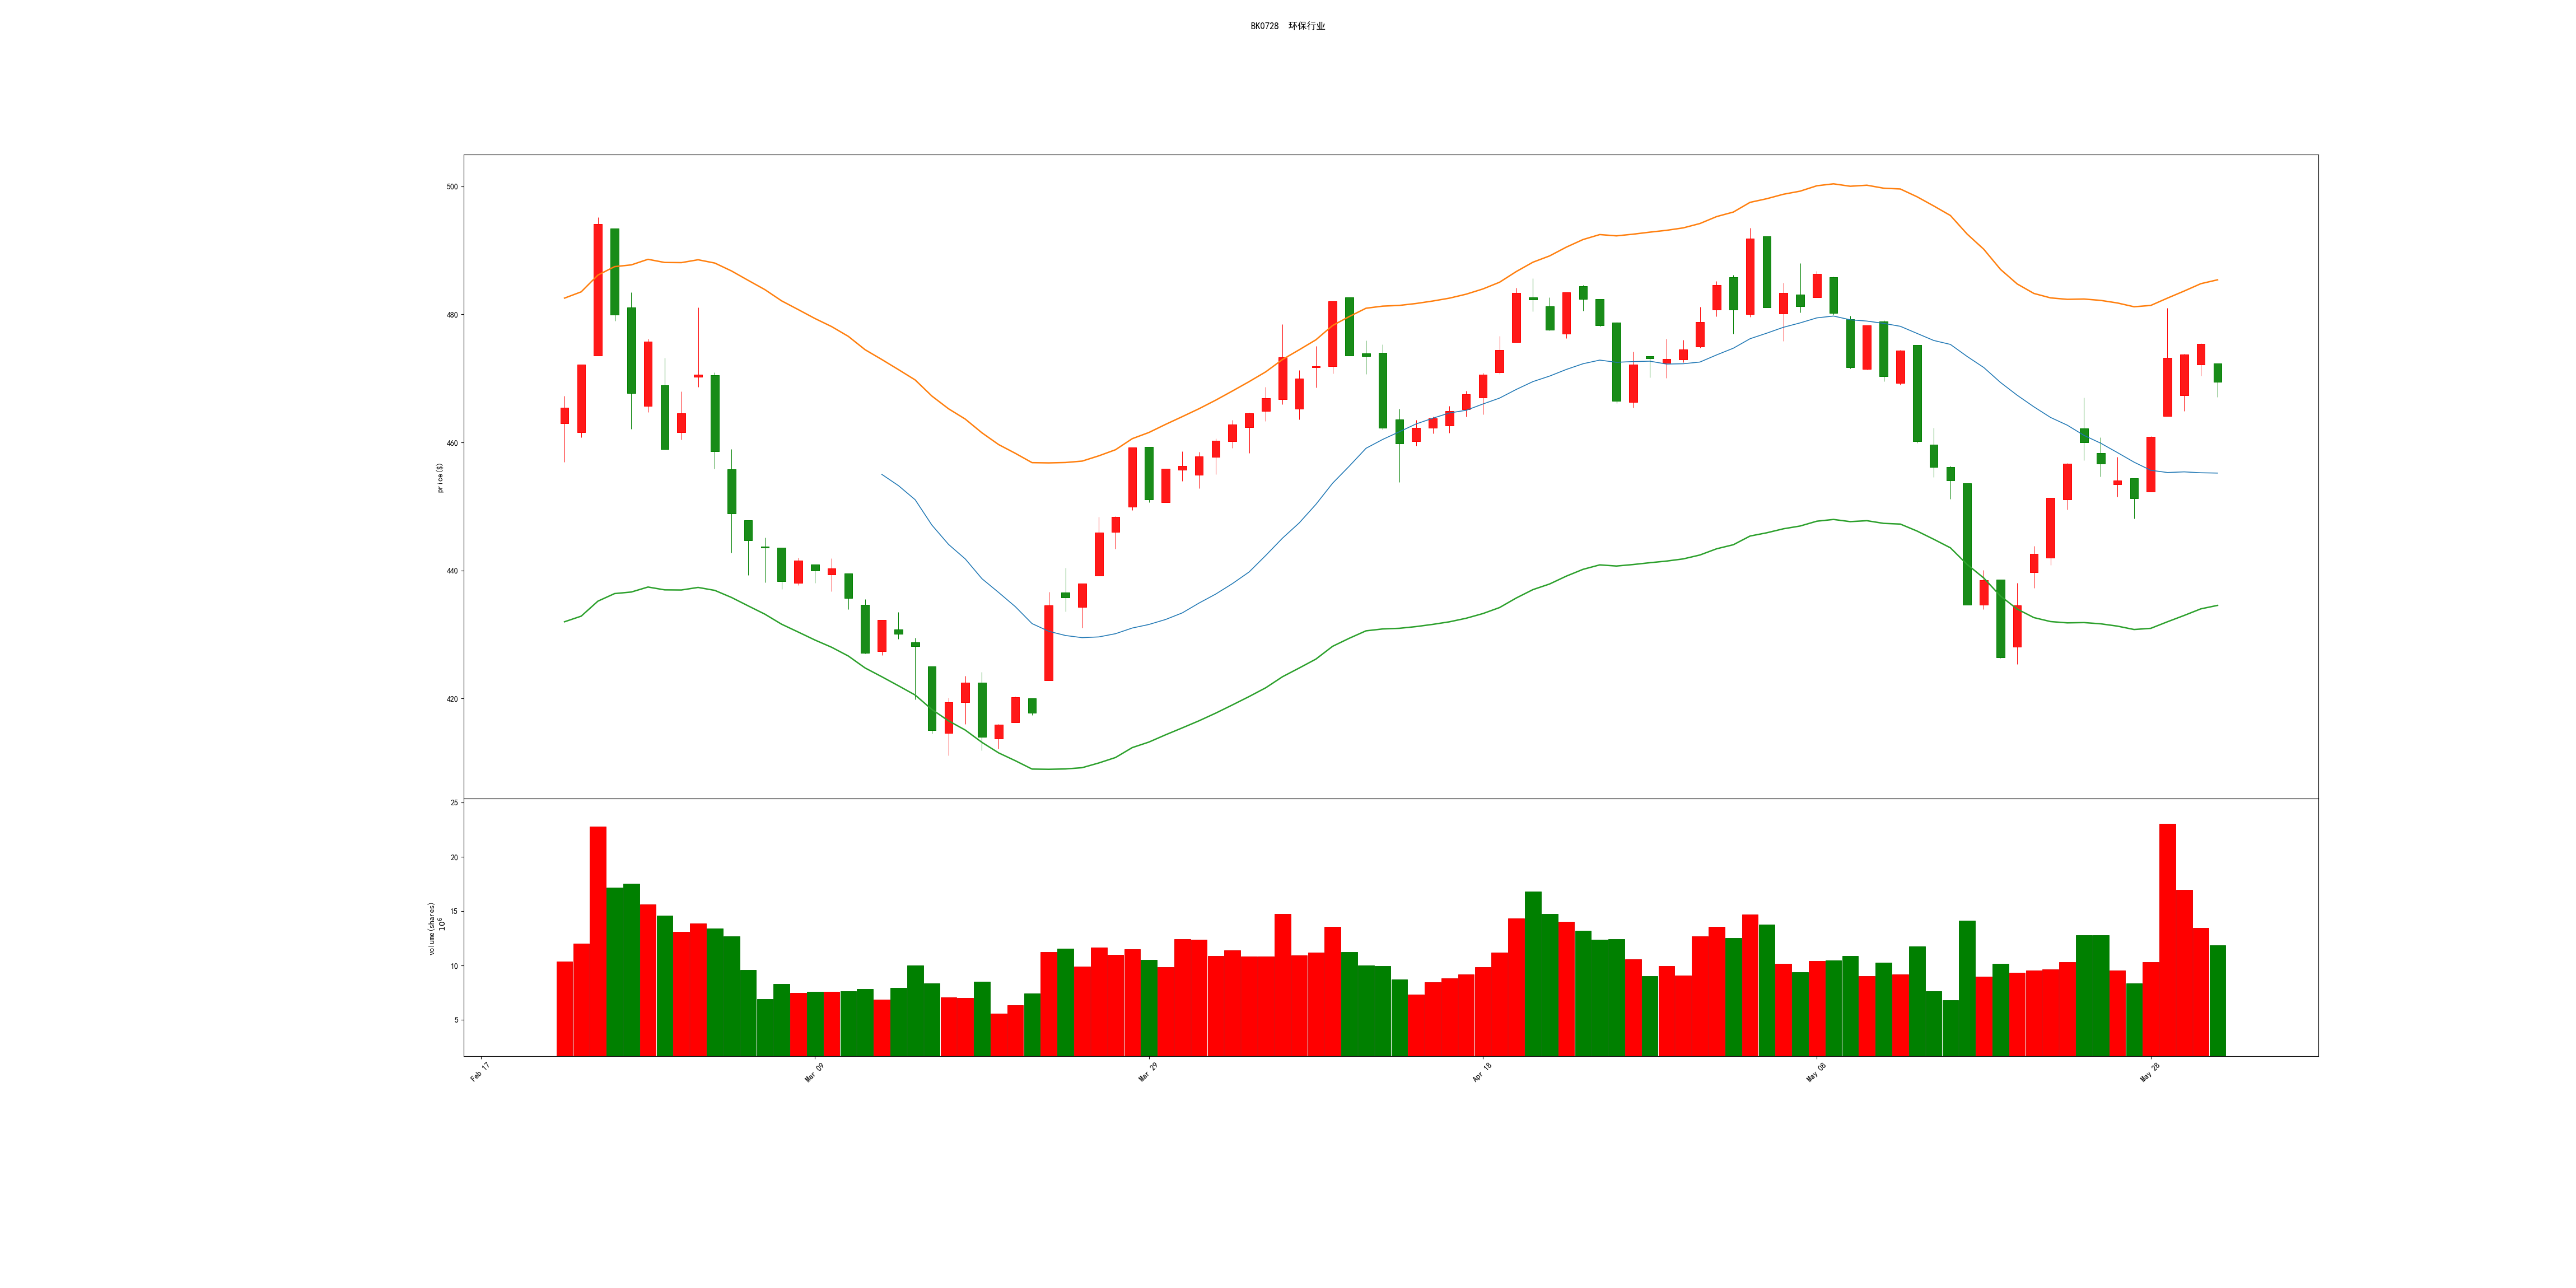 BK0728 环保行业
500
480
460
440
420
price($)
25
20
15
10
5
volume(shares)
10^6
Feb 17
Mar 09
Mar 29
Apr 18
May 08
May 28